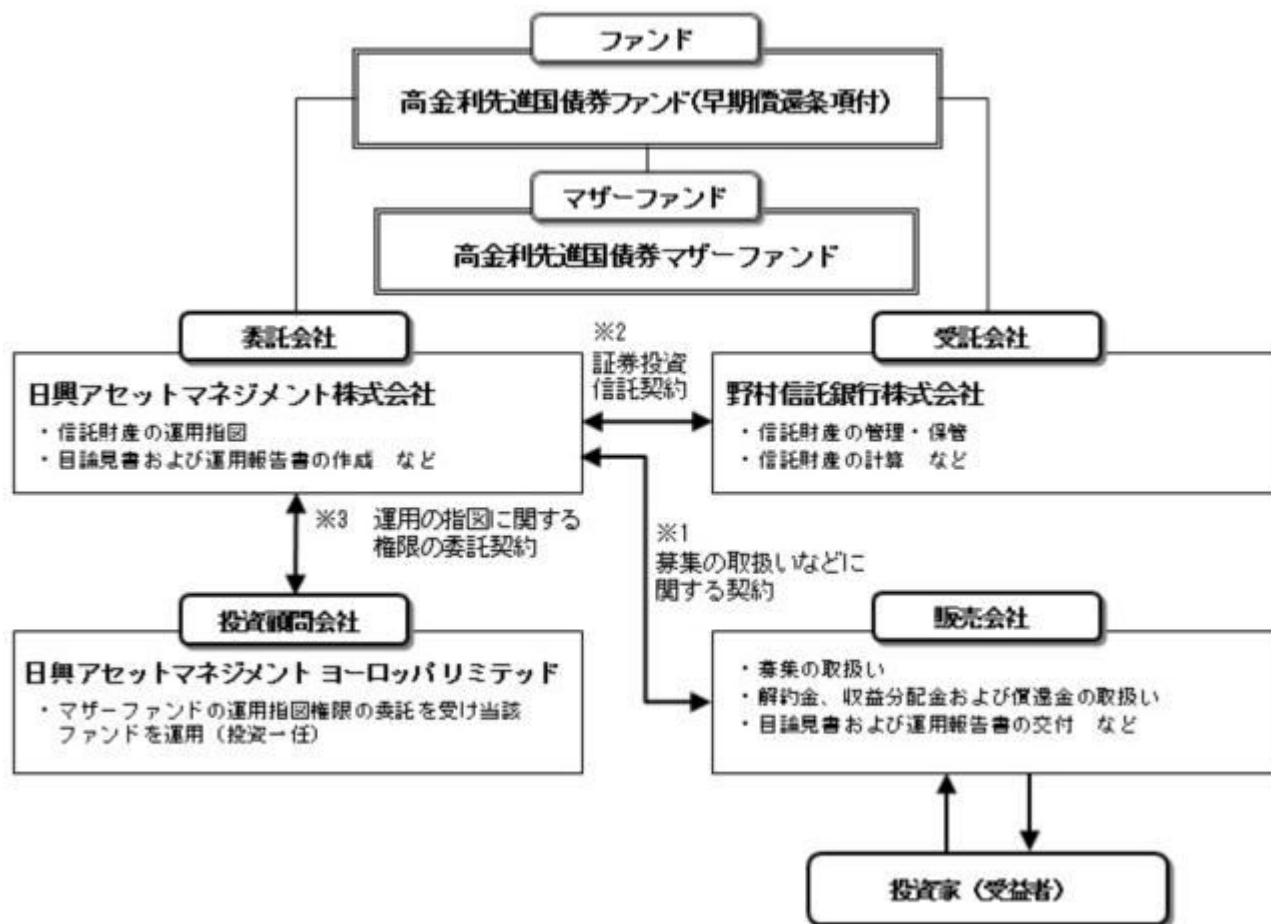 ファンド
高金利先進国債券ファンド(早期償還条項付)
マザーファンド
高金利先進国債券マザーファンド
委託会社
日興アセットマネジメント株式会社
・信託財産の運用指図
・目論見書および運用報告書の作成 など
※2
証券投資
信託契約
受託会社
野村信託銀行株式会社
・信託財産の管理・保管
・信託財産の計算 など
※3 運用の指図に関する
権限の委託契約
※1
募集の取扱いなどに
関する契約
投資顧問会社
日興アセットマネジメント ヨーロッパ リミテッド
・マザーファンドの運用指図権限の委託を受け当該
ファンドを運用（投資一任）
販売会社
・募集の取扱い
・解約金、収益分配金および償還金の取扱い
・目論見書および運用報告書の交付 など
投資家（受益者）